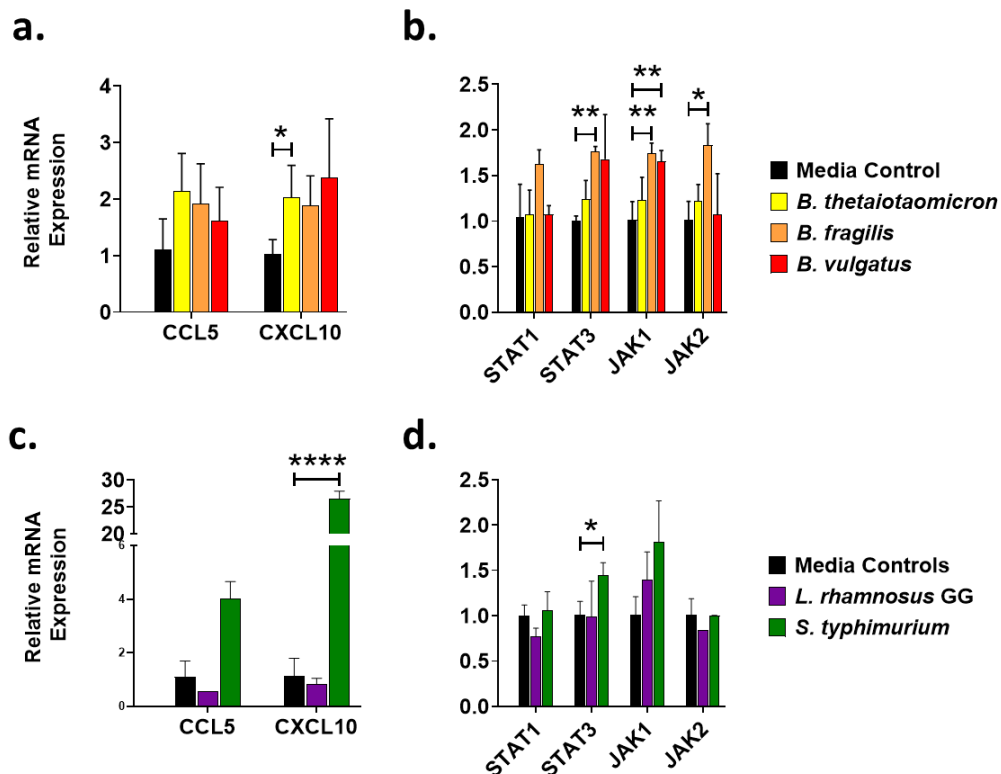 a.
Relative mRNA
Expression
4
3
2
1
0
*
CCL5
CXCL10
b.
2.5
2.0
1.5
1.0
0.5
0.0
**
**
**
*
STAT1
STAT3
JAK1
JAK2
Media Control
B. thetaiotaomicron
B. fragilis
B. vulgatus
c.
Relative mRNA
Expression
30
25
20
6
4
2
0
****
CCL5
CXCL10
d.
2.5
2.0
1.5
1.0
0.5
0.0
*
STAT1
STAT3
JAK1
JAK2
Media Controls
L. rhamnosus GG
S. typhimurium